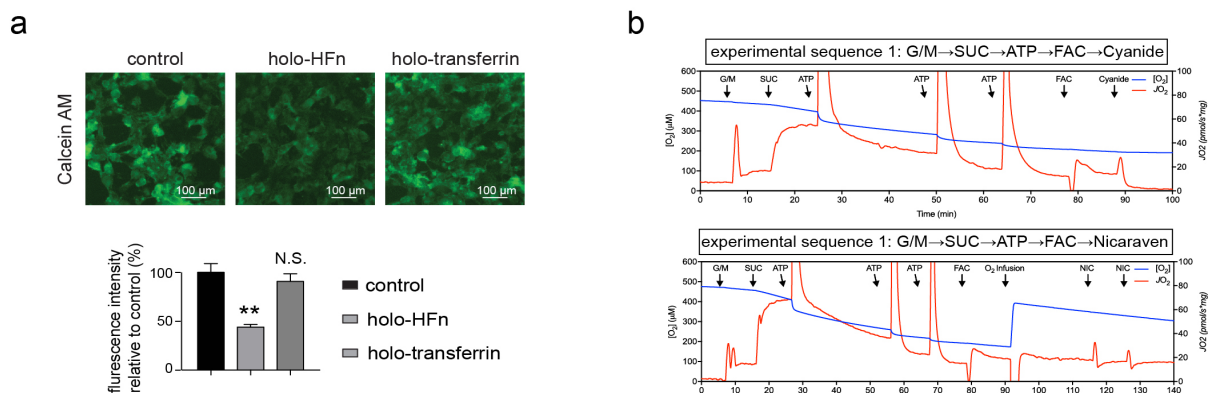 a
control
holo-HFn
holo-transferrin
Calcein AM
100 μm
100 μm
100 μm
flurescence intensity
relative to control (%)
100
50
0
**
N.S.
control
holo-HFn
holo-transferrin
b
experimental sequence 1: G/M→SUC→ATP→FAC→Cyanide
600
500
400
300
200
100
0
[O₂] (μM)
G/M
SUC
ATP
ATP
ATP
FAC
Cyanide
[O₂]
JO₂
100
80
60
40
20
0
JO2 (pmol/s*mg)
0 10 20 30 40 50 60 70 80 90 100
Time (min)
experimental sequence 1: G/M→SUC→ATP→FAC→Nicaraven
600
500
400
300
200
100
0
[O₂] (μM)
G/M
SUC
ATP
ATP
ATP
FAC
O₂ Infusion
NIC
NIC
[O₂]
JO₂
100
80
60
40
20
0
JO2 (pmol/s*mg)
0 10 20 30 40 50 60 70 80 90 100 110 120 130 140